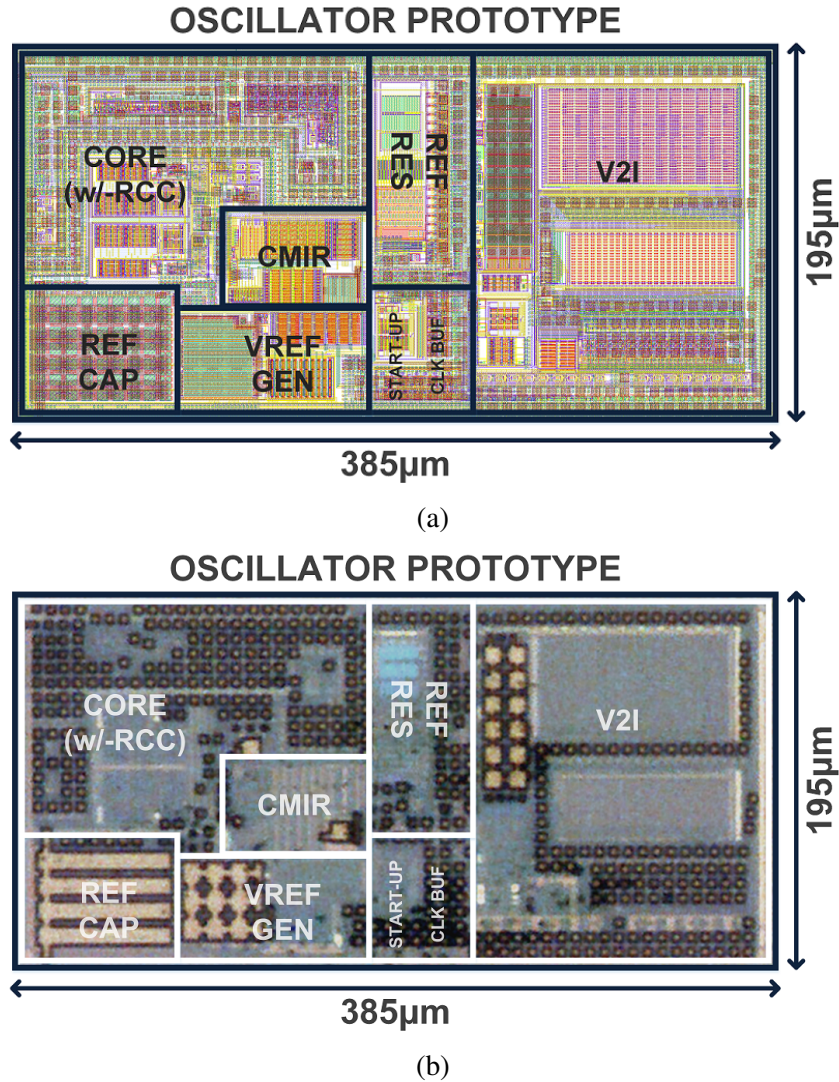 OSCILLATOR PROTOTYPE
CORE
(w/-RCC)
REF
RES
V2I
CMIR
REF
CAP
VREF
GEN
START-UP
CLK BUF
195µm
385µm
(a)
OSCILLATOR PROTOTYPE
CORE
(w/-RCC)
REF
RES
V2I
CMIR
REF
CAP
VREF
GEN
START-UP
CLK BUF
195µm
385µm
(b)